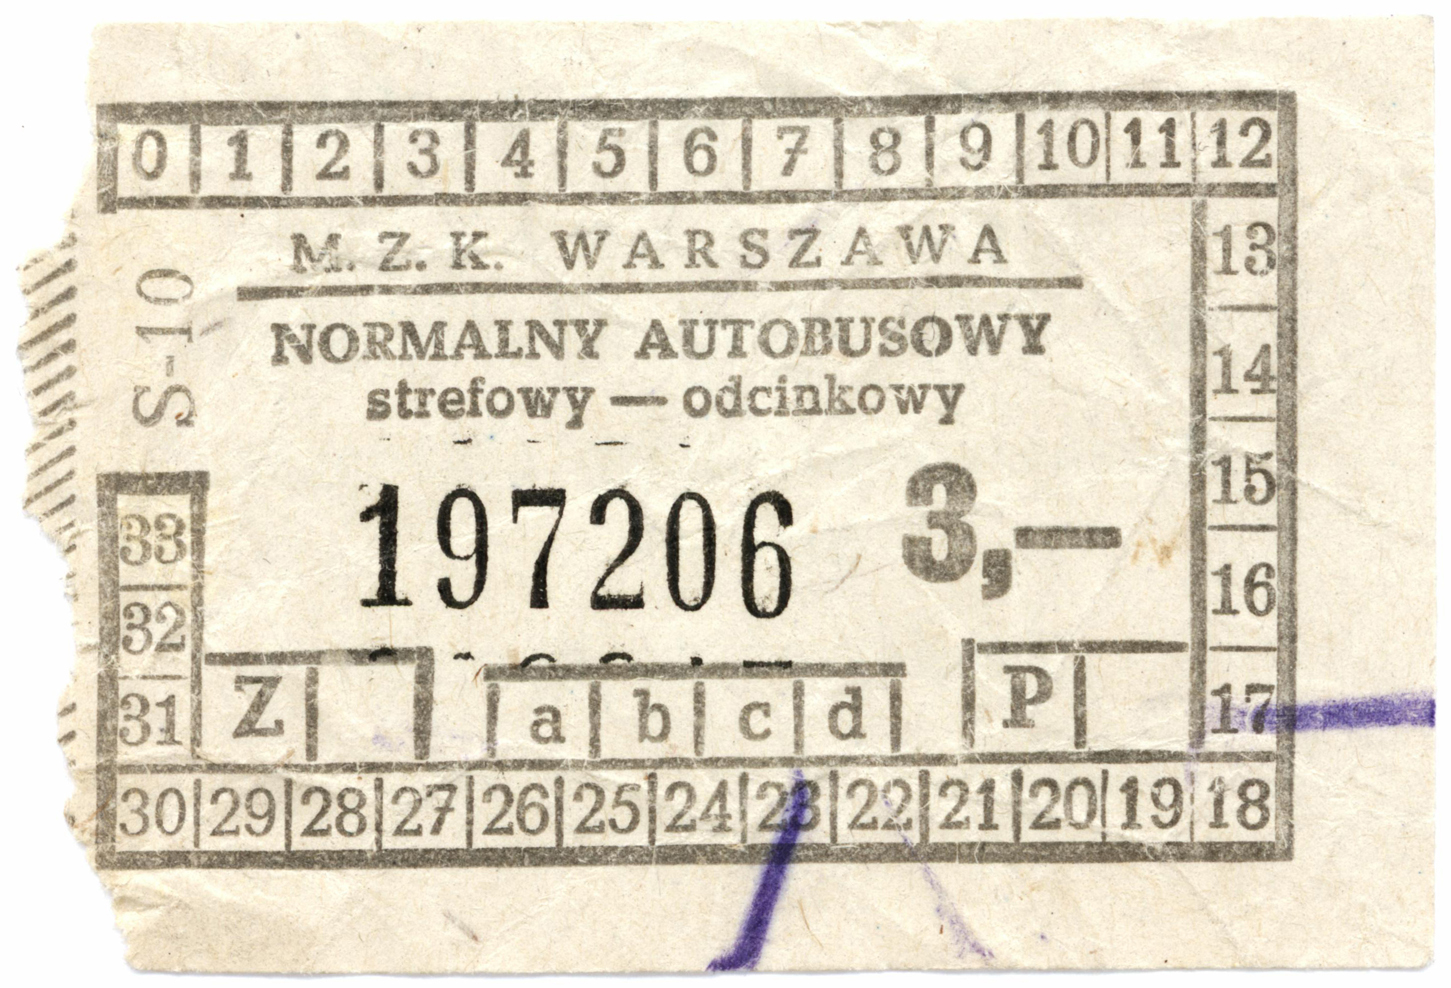 0 1 2 3 4 5 6 7 8 9 10 11 12
13
14
15
16
17
S-10
M. Z. K. WARSZAWA
NORMALNY AUTOBUSOWY
strefowy — odcinkowy
197206
3,—
33
32
31
Z
a b c d
P
30 29 28 27 26 25 24 23 22 21 20 19 18